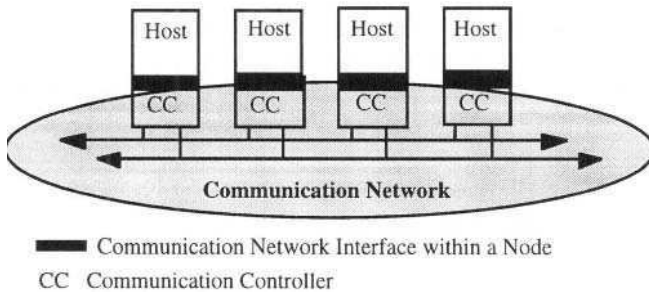 Host Host Host Host
CC CC CC CC
Communication Network
Communication Network Interface within a Node
CC Communication Controller